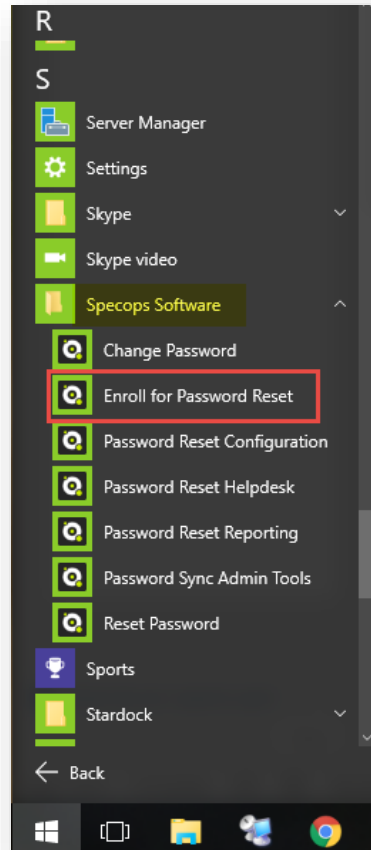 R
S
Server Manager
Settings
Skype
Skype video
Specops Software
Change Password
Enroll for Password Reset
Password Reset Configuration
Password Reset Helpdesk
Password Reset Reporting
Password Sync Admin Tools
Reset Password
Sports
Stardock
Back